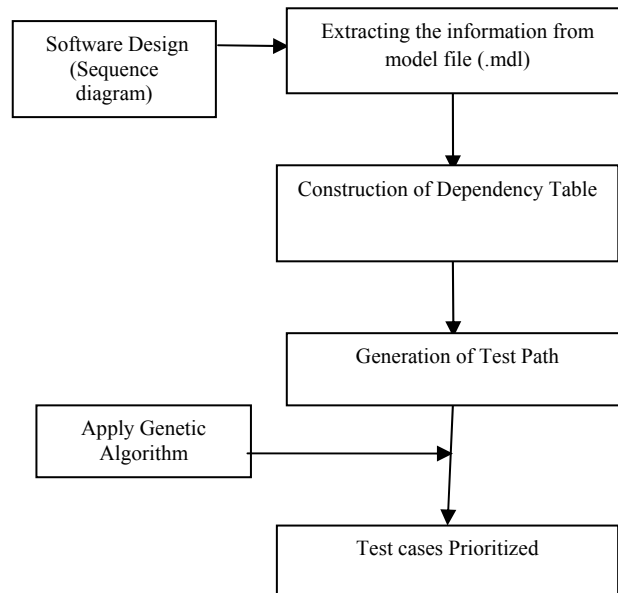 Software Design
(Sequence
diagram)
Extracting the information from
model file (.mdl)
Construction of Dependency Table
Generation of Test Path
Apply Genetic
Algorithm
Test cases Prioritized